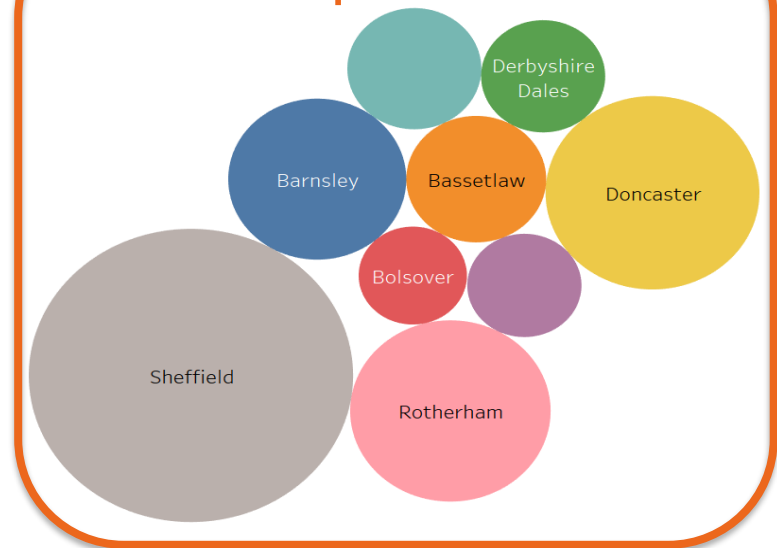 Derbyshire
Dales
Barnsley
Bassetlaw
Doncaster
Bolsover
Sheffield
Rotherham